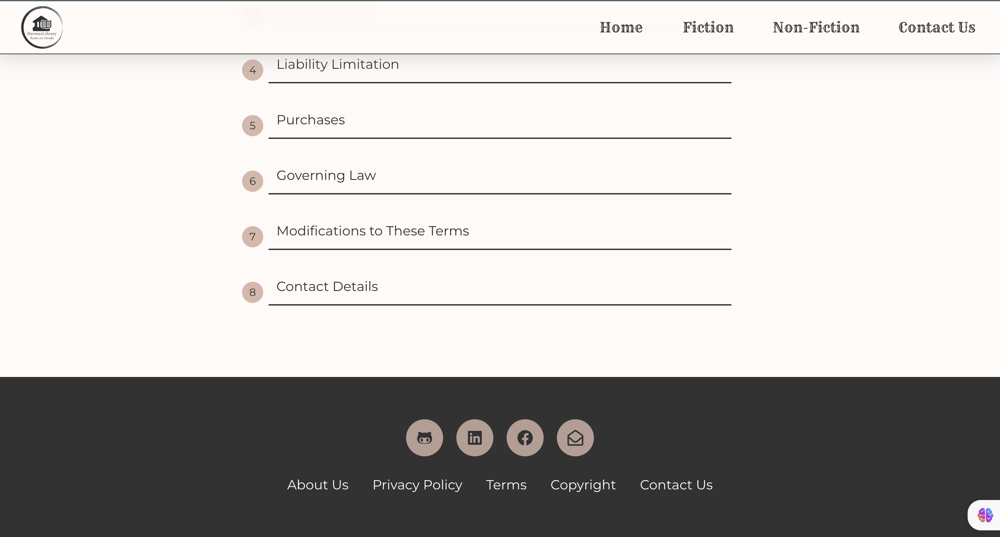 HermesLibrary
Books are friends
Home Fiction Non-Fiction Contact Us
4 Liability Limitation
5 Purchases
6 Governing Law
7 Modifications to These Terms
8 Contact Details
in
About Us Privacy Policy Terms Copyright Contact Us